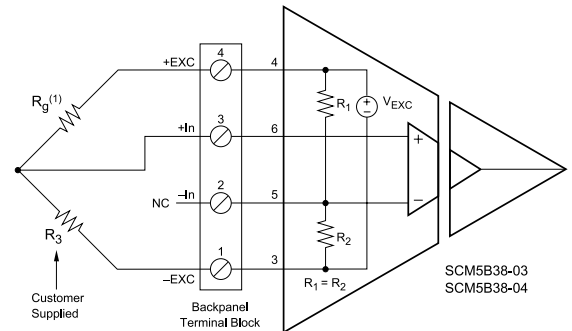 +EXC
4
4
Rg(1)
R1
VEXC
+
−
+In
3
6
+
−In
NC
2
5
−
R3
R2
1
3
−EXC
R1 = R2
Customer
Supplied
Backpanel
Terminal Block
SCM5B38-03
SCM5B38-04